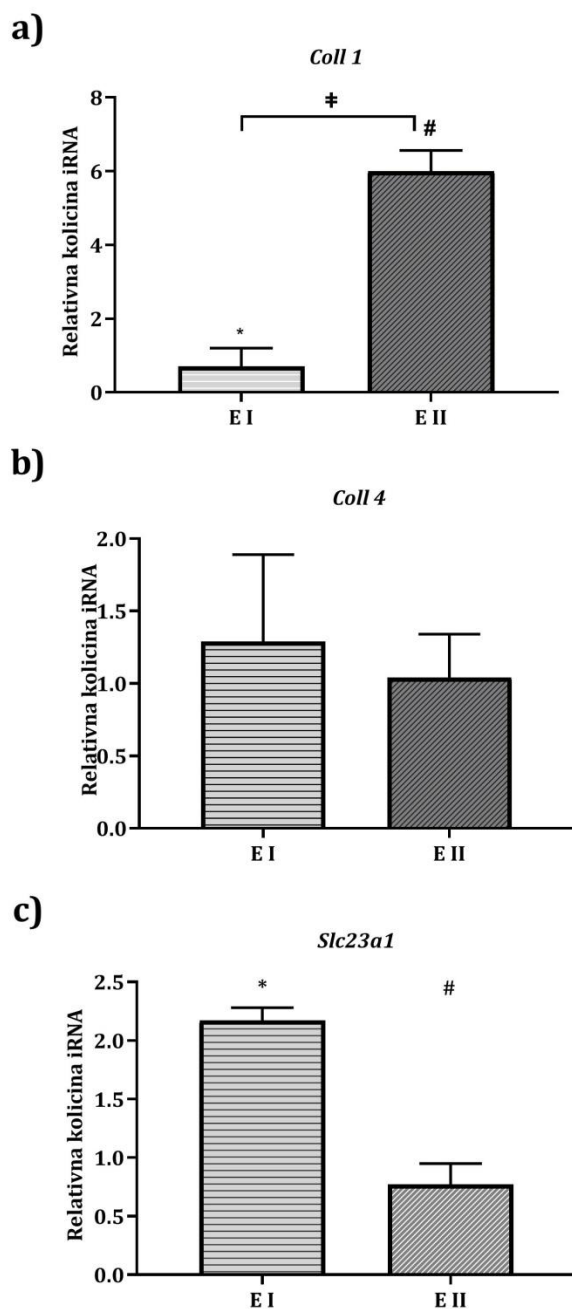 a)
Coll 1
Relativna kolicina iRNA
8
6
4
2
0
*
ǂ
#
E I
E II
b)
Coll 4
Relativna kolicina iRNA
2.0
1.5
1.0
0.5
0.0
E I
E II
c)
Slc23a1
Relativna kolicina iRNA
2.5
2.0
1.5
1.0
0.5
0.0
*
#
E I
E II